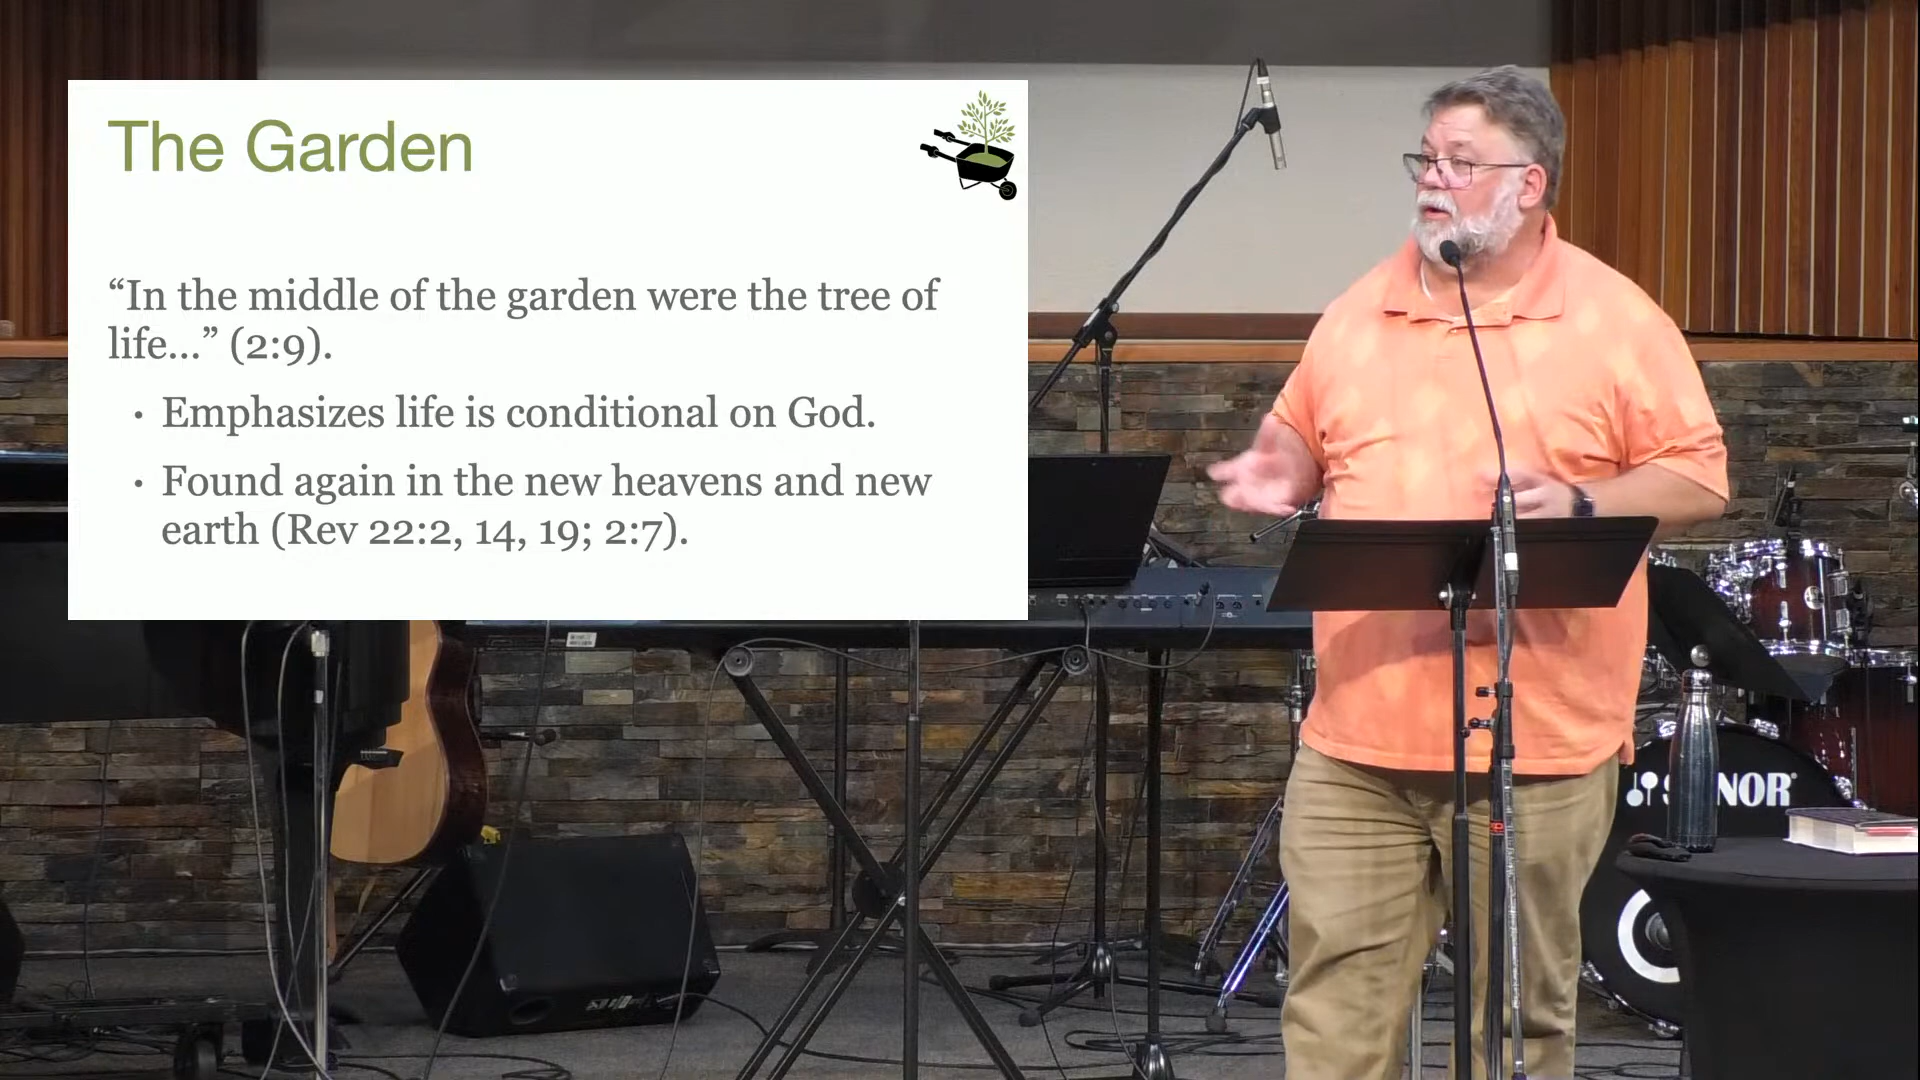 The Garden
“In the middle of the garden were the tree of
life...” (2:9).
• Emphasizes life is conditional on God.
• Found again in the new heavens and new
earth (Rev 22:2, 14, 19; 2:7).